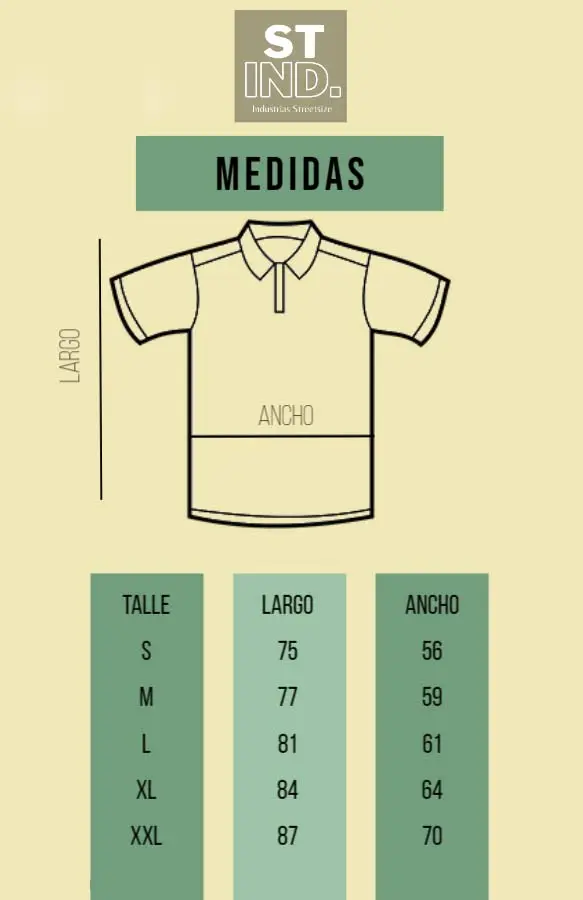 ST
IND.
Industrias Streetsize
MEDIDAS
LARGO
ANCHO
TALLE LARGO ANCHO
S 75 56
M 77 59
L 81 61
XL 84 64
XXL 87 70